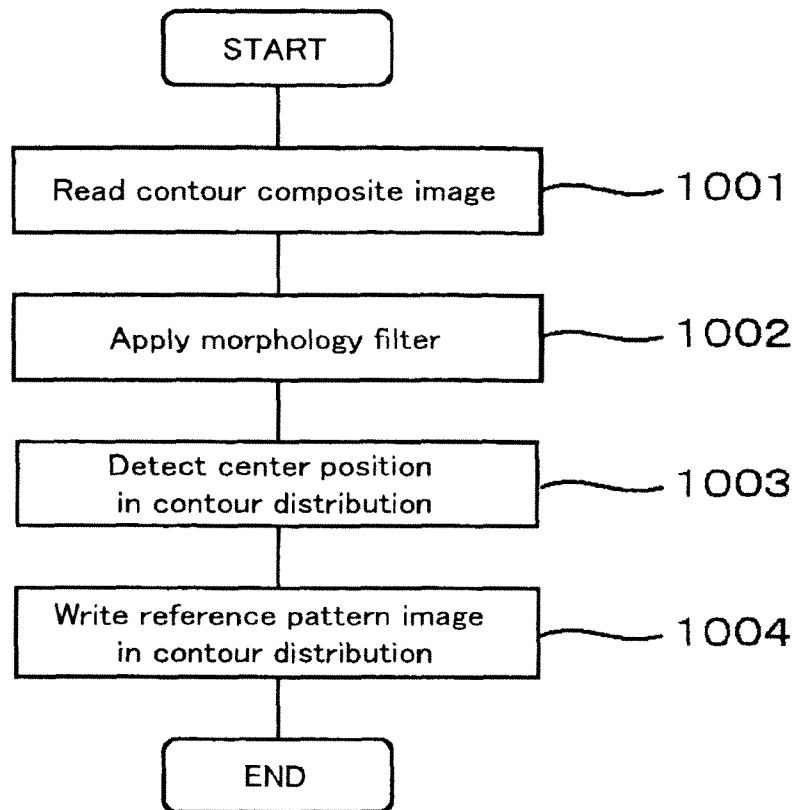 START
Read contour composite image
1001
Apply morphology filter
1002
Detect center position
in contour distribution
1003
Write reference pattern image
in contour distribution
1004
END